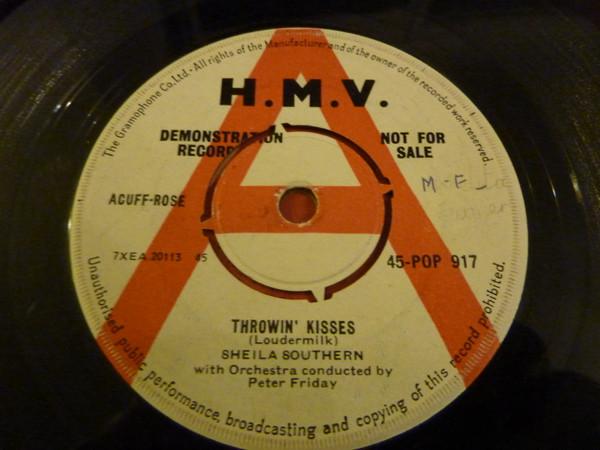 The Gramophone Co. Ltd. - All rights of the Manufacturer and of the owner of the recorded work reserved.
H.M.V.
DEMONSTRATION RECORD
NOT FOR SALE
ACUFF-ROSE
M-F
7XEA.20113 45
45-POP 917
THROWIN' KISSES
(Loudermilk)
SHEILA SOUTHERN
with Orchestra conducted by
Peter Friday
Unauthorised public performance, broadcasting and copying of this record prohibited.